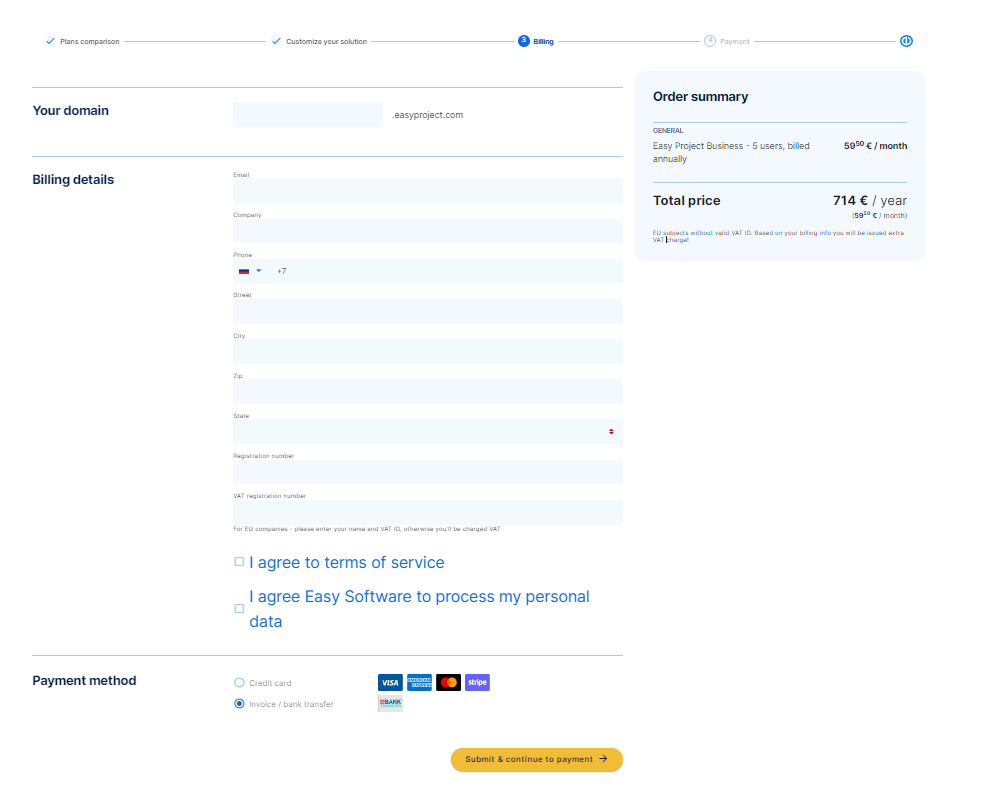 Plans comparison
Customize your solution
3 Billing
4 Payment
Your domain
.easyproject.com
Billing details
Email
Company
Phone
+7
Street
City
Zip
State
Registration number
VAT registration number
For EU companies - please enter your name and VAT ID, otherwise you'll be charged VAT
I agree to terms of service
I agree Easy Software to process my personal
data
Payment method
Credit card
VISA AMERICAN EXPRESS stripe
Invoice / bank transfer
BANK TRANSFER
Submit & continue to payment
Order summary
GENERAL
Easy Project Business - 5 users, billed
annually
59⁵⁰ € / month
Total price
714 € / year
(59⁵⁰ € / month)
EU subjects without valid VAT ID. Based on your billing info you will be issued extra
VAT charge!